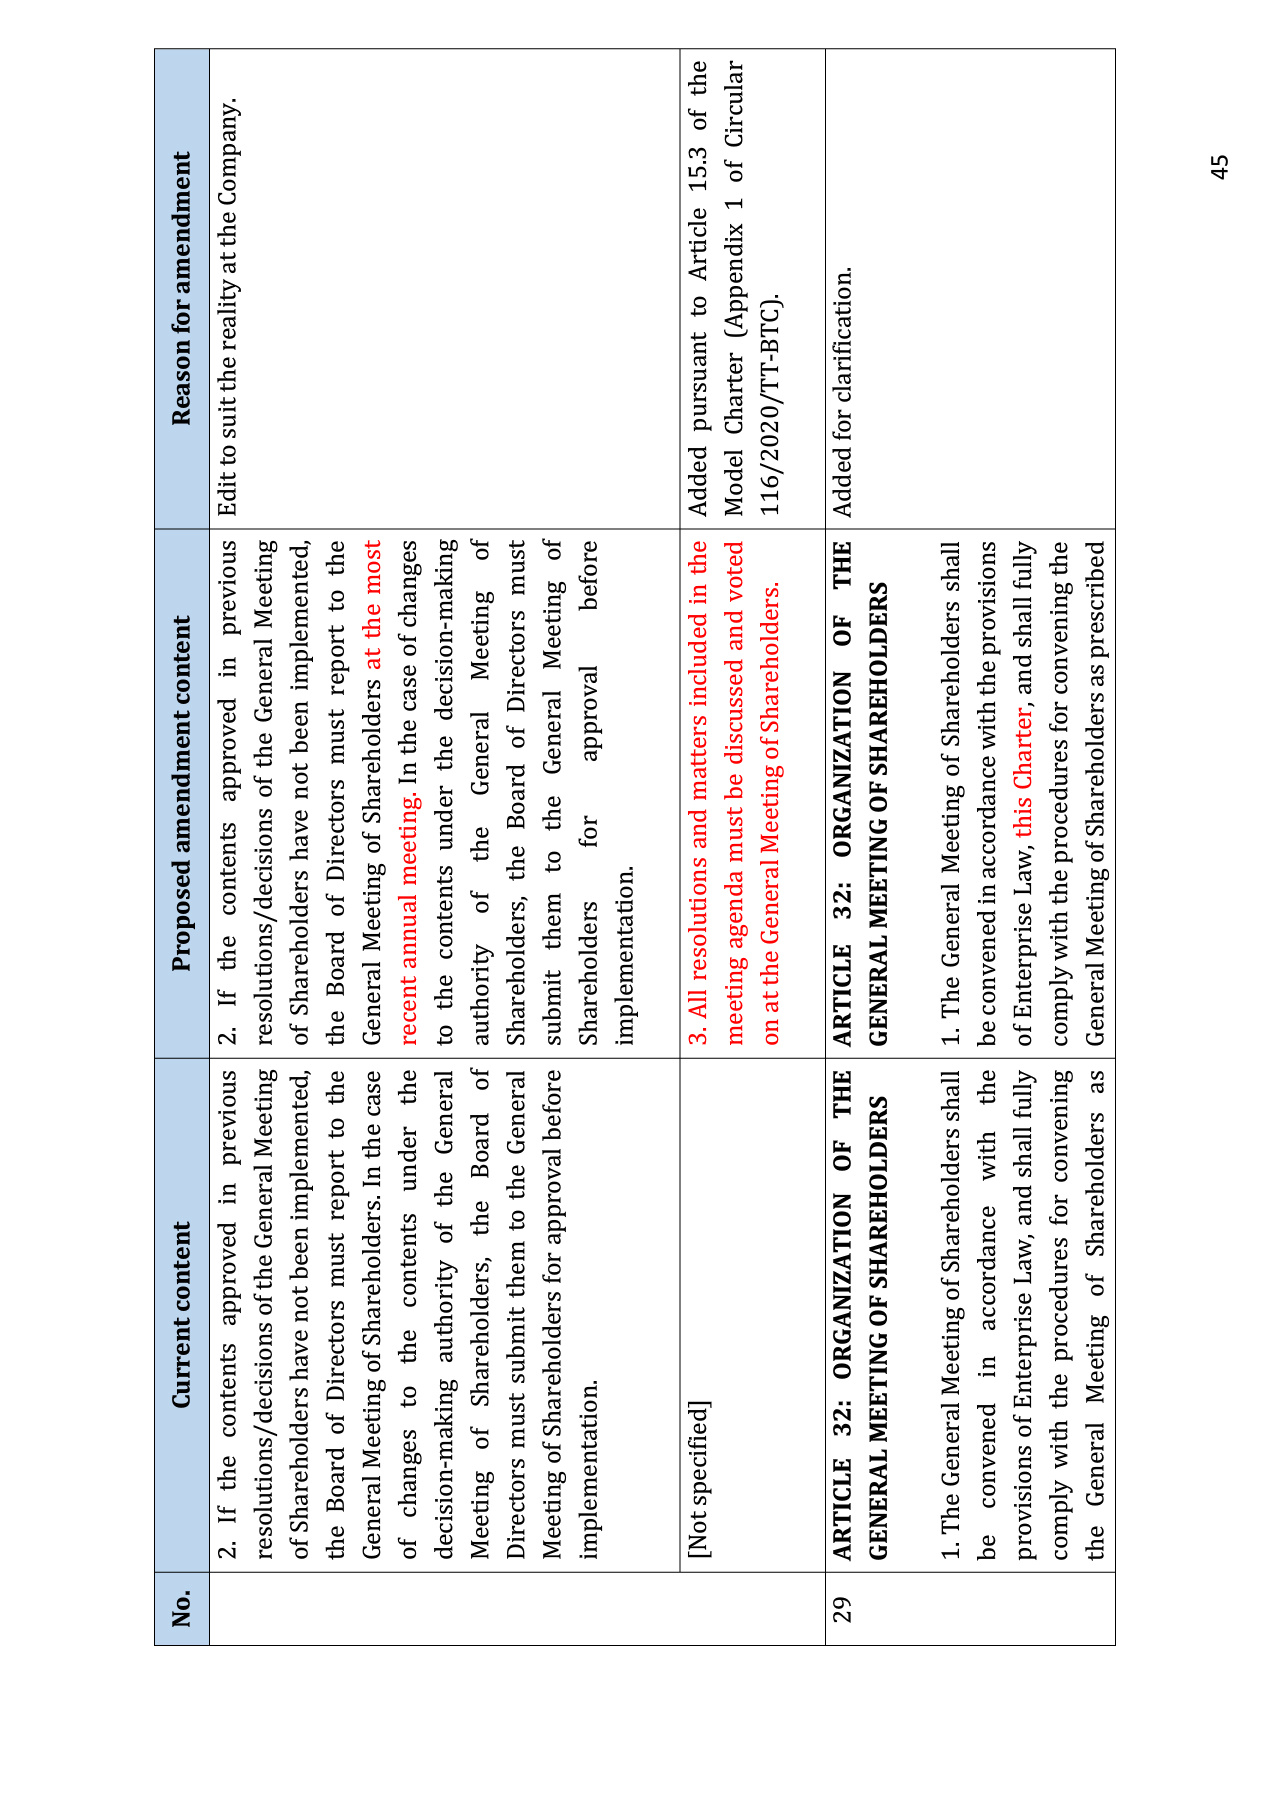 No.
Current content
Proposed amendment content
Reason for amendment
2. If the contents approved in previous
resolutions/decisions of the General Meeting
of Shareholders have not been implemented,
the Board of Directors must report to the
General Meeting of Shareholders. In the case
of changes to the contents under the
decision-making authority of the General
Meeting of Shareholders, the Board of
Directors must submit them to the General
Meeting of Shareholders for approval before
implementation.
2. If the contents approved in previous
resolutions/decisions of the General Meeting
of Shareholders have not been implemented,
the Board of Directors must report to the
General Meeting of Shareholders at the most
recent annual meeting. In the case of changes
to the contents under the decision-making
authority of the General Meeting of
Shareholders, the Board of Directors must
submit them to the General Meeting of
Shareholders for approval before
implementation.
Edit to suit the reality at the Company.
[Not specified]
3. All resolutions and matters included in the
meeting agenda must be discussed and voted
on at the General Meeting of Shareholders.
Added pursuant to Article 15.3 of the
Model Charter (Appendix 1 of Circular
116/2020/TT-BTC).
29
ARTICLE 32: ORGANIZATION OF THE
GENERAL MEETING OF SHAREHOLDERS
1. The General Meeting of Shareholders shall
be convened in accordance with the
provisions of Enterprise Law, and shall fully
comply with the procedures for convening
the General Meeting of Shareholders as
ARTICLE 32: ORGANIZATION OF THE
GENERAL MEETING OF SHAREHOLDERS
1. The General Meeting of Shareholders shall
be convened in accordance with the provisions
of Enterprise Law, this Charter, and shall fully
comply with the procedures for convening the
General Meeting of Shareholders as prescribed
Added for clarification.
45